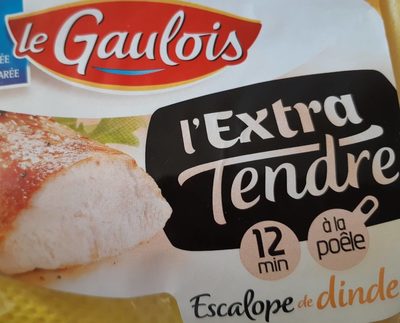 le Gaulois
l'Extra
Tendre
12
min
à la
poêle
Escalope de dinde